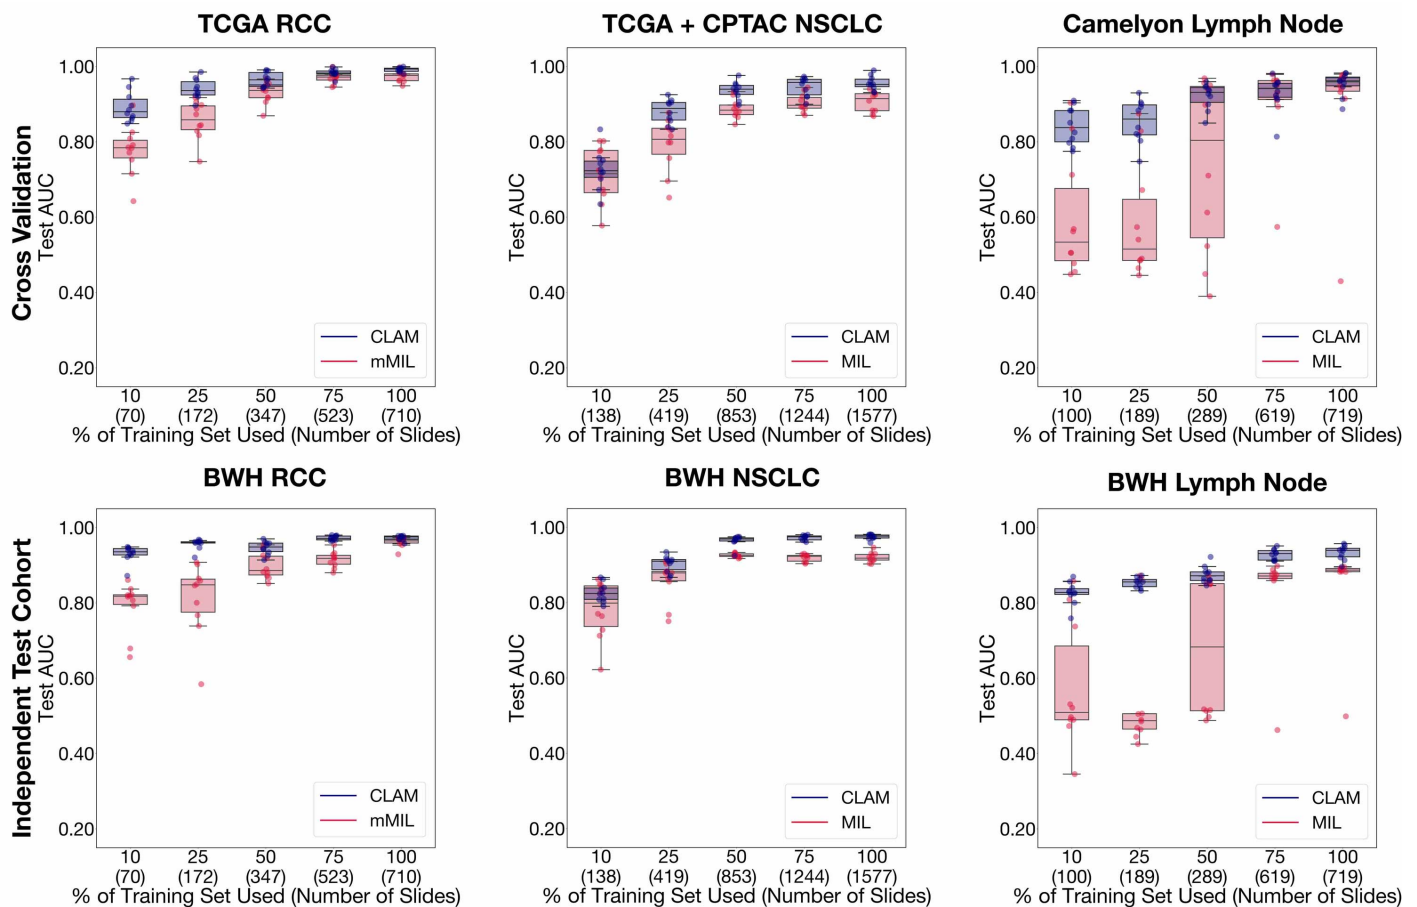 TCGA RCC
TCGA + CPTAC NSCLC
Camelyon Lymph Node
Cross Validation
Test AUC
1.00
0.80
0.60
0.40
0.20
CLAM
mMIL
10 25 50 75 100
(70) (172) (347) (523) (710)
% of Training Set Used (Number of Slides)
Test AUC
1.00
0.80
0.60
0.40
0.20
CLAM
MIL
10 25 50 75 100
(138) (419) (853) (1244) (1577)
% of Training Set Used (Number of Slides)
Test AUC
1.00
0.80
0.60
0.40
0.20
CLAM
MIL
10 25 50 75 100
(100) (189) (289) (619) (719)
% of Training Set Used (Number of Slides)
BWH RCC
BWH NSCLC
BWH Lymph Node
Independent Test Cohort
Test AUC
1.00
0.80
0.60
0.40
0.20
CLAM
mMIL
10 25 50 75 100
(70) (172) (347) (523) (710)
% of Training Set Used (Number of Slides)
Test AUC
1.00
0.80
0.60
0.40
0.20
CLAM
MIL
10 25 50 75 100
(138) (419) (853) (1244) (1577)
% of Training Set Used (Number of Slides)
Test AUC
1.00
0.80
0.60
0.40
0.20
CLAM
MIL
10 25 50 75 100
(100) (189) (289) (619) (719)
% of Training Set Used (Number of Slides)